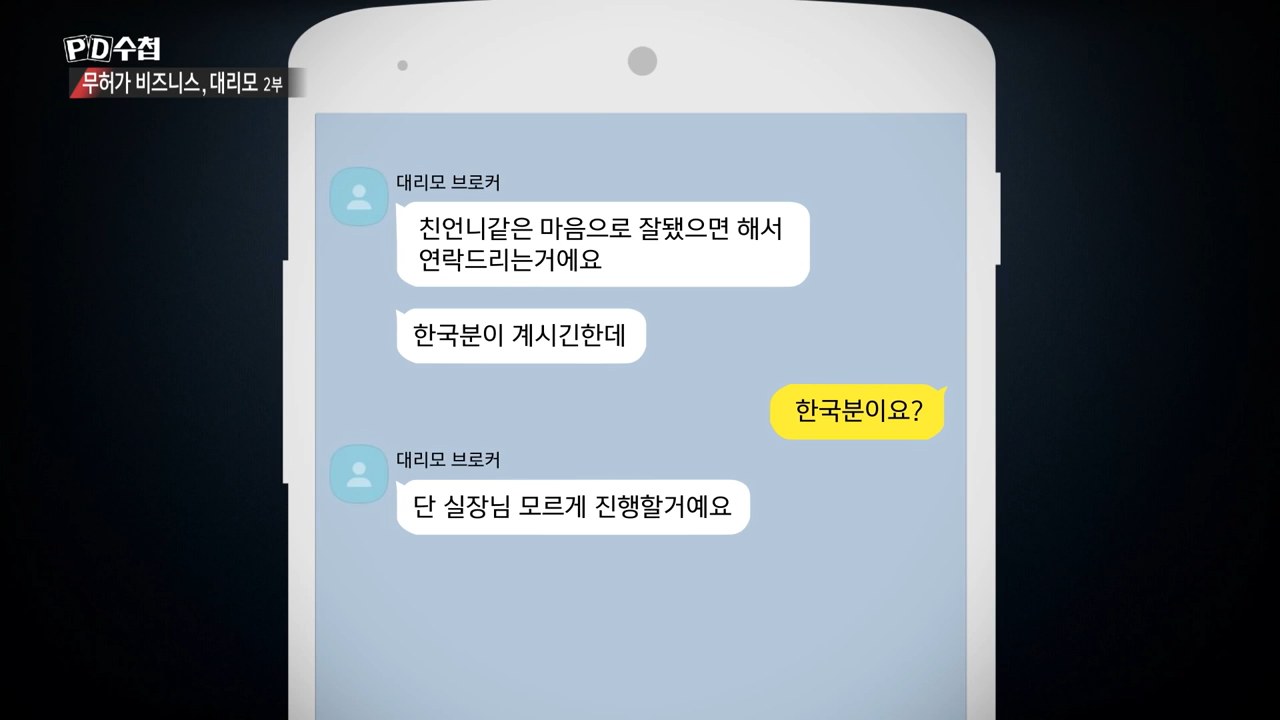 PD수첩
무허가 비즈니스, 대리모 2부
대리모 브로커
친언니같은 마음으로 잘됐으면 해서
연락드리는거에요
한국분이 계시긴한데
한국분이요?
대리모 브로커
단 실장님 모르게 진행할거예요